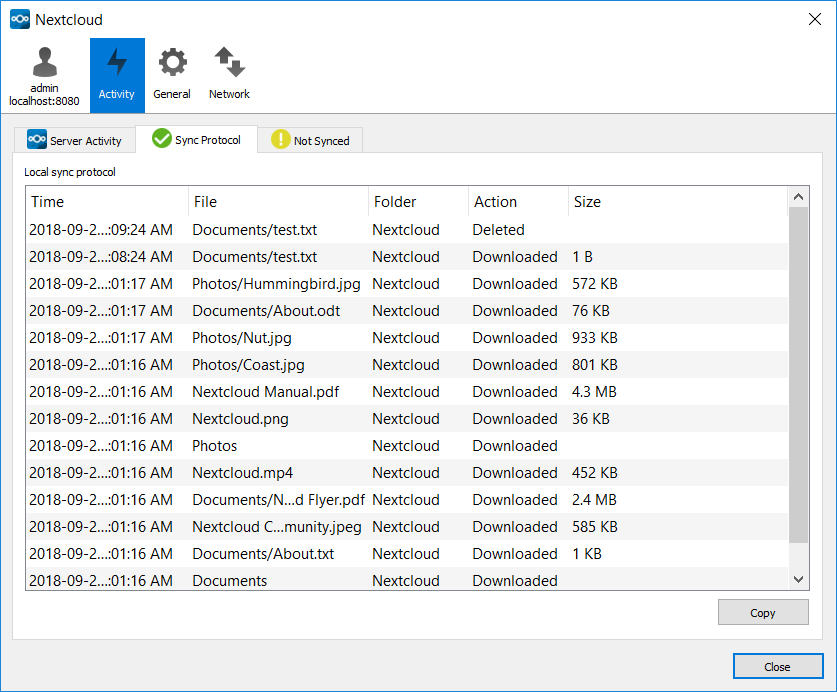 Nextcloud
admin
localhost:8080
Activity
General
Network
Server Activity
Sync Protocol
Not Synced
Local sync protocol
Time File Folder Action Size
2018-09-2...:09:24 AM Documents/test.txt Nextcloud Deleted
2018-09-2...:08:24 AM Documents/test.txt Nextcloud Downloaded 1 B
2018-09-2...:01:17 AM Photos/Hummingbird.jpg Nextcloud Downloaded 572 KB
2018-09-2...:01:17 AM Documents/About.odt Nextcloud Downloaded 76 KB
2018-09-2...:01:17 AM Photos/Nut.jpg Nextcloud Downloaded 933 KB
2018-09-2...:01:16 AM Photos/Coast.jpg Nextcloud Downloaded 801 KB
2018-09-2...:01:16 AM Nextcloud Manual.pdf Nextcloud Downloaded 4.3 MB
2018-09-2...:01:16 AM Nextcloud.png Nextcloud Downloaded 36 KB
2018-09-2...:01:16 AM Photos Nextcloud Downloaded
2018-09-2...:01:16 AM Nextcloud.mp4 Nextcloud Downloaded 452 KB
2018-09-2...:01:16 AM Documents/N...d Flyer.pdf Nextcloud Downloaded 2.4 MB
2018-09-2...:01:16 AM Nextcloud C...munity.jpeg Nextcloud Downloaded 585 KB
2018-09-2...:01:16 AM Documents/About.txt Nextcloud Downloaded 1 KB
2018-09-2...:01:16 AM Documents Nextcloud Downloaded
Copy
Close